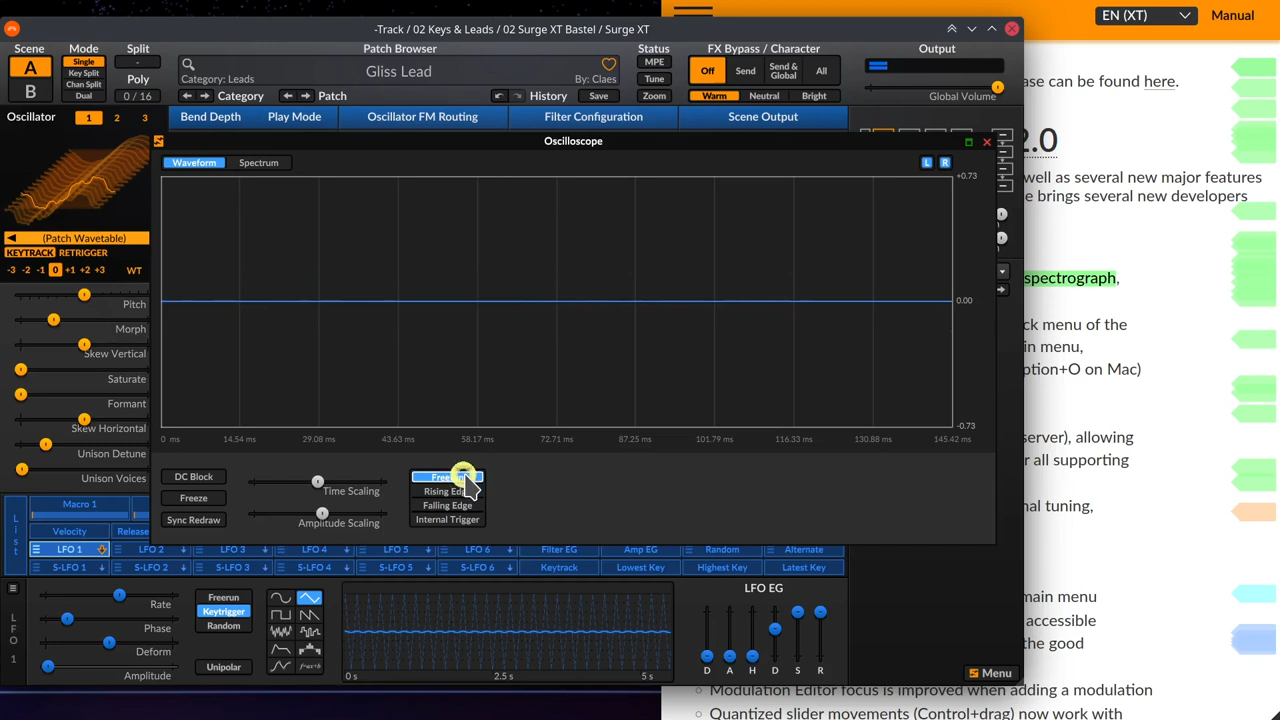 -Track / 02 Keys & Leads / 02 Surge XT Bastel / Surge XT
EN (XT)
Manual
Scene
Mode
Split
Patch Browser
Status
FX Bypass / Character
Output
A
B
Single
Key Split
Chan Split
Dual
-
Poly
0 / 16
Category: Leads
Gliss Lead
By: Claes
Category
Patch
History
Save
MPE
Tune
Zoom
Off
Send
Send & Global
All
Warm
Neutral
Bright
Global Volume
ase can be found here.
Oscillator
1
2
3
Bend Depth
Play Mode
Oscillator FM Routing
Filter Configuration
Scene Output
2.0
Oscilloscope
Waveform
Spectrum
L
R
+0.73
0.00
-0.73
well as several new major features
e brings several new developers
(Patch Wavetable)
KEYTRACK
RETRIGGER
-3 -2 -1 0 +1 +2 +3
WT
spectrograph,
Pitch
Morph
Skew Vertical
Saturate
Formant
Skew Horizontal
Unison Detune
Unison Voices
ck menu of the
in menu,
ption+O on Mac)
0 ms
14.54 ms
29.08 ms
43.63 ms
58.17 ms
72.71 ms
87.25 ms
101.79 ms
116.33 ms
130.88 ms
145.42 ms
erver), allowing
r all supporting
nal tuning,
DC Block
Freeze
Sync Redraw
Time Scaling
Amplitude Scaling
Falling Edge
Internal Trigger
List
Macro 1
Velocity
Release
LFO 1
LFO 2
LFO 3
LFO 4
LFO 5
LFO 6
Filter EG
Amp EG
Random
Alternate
S-LFO 1
S-LFO 2
S-LFO 3
S-LFO 4
S-LFO 5
S-LFO 6
Keytrack
Lowest Key
Highest Key
Latest Key
LFO 1
Rate
Phase
Deform
Amplitude
Freerun
Keytrigger
Random
Unipolar
f=ax+b
0 s
2.5 s
5 s
LFO EG
D A H D S R
Menu
main menu
accessible
the good
Modulation Editor focus is improved when adding a modulation
Quantized slider movements (Control+drag) now work with